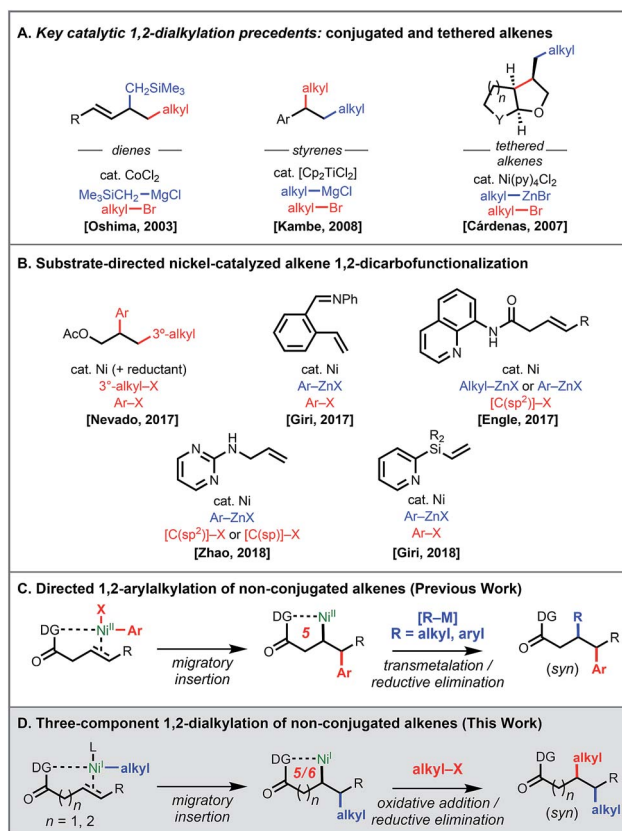 A. Key catalytic 1,2-dialkylation precedents: conjugated and tethered alkenes
CH₂SiMe₃
R
alkyl
dienes
cat. CoCl₂
Me₃SiCH₂–MgCl
alkyl–Br
[Oshima, 2003]
alkyl
Ar
alkyl
styrenes
cat. [Cp₂TiCl₂]
alkyl–MgCl
alkyl–Br
[Kambe, 2008]
alkyl
H
( )n
Y
O
H
tethered
alkenes
cat. Ni(py)₄Cl₂
alkyl–ZnBr
alkyl–Br
[Cárdenas, 2007]
B. Substrate-directed nickel-catalyzed alkene 1,2-dicarbofunctionalization
Ar
AcO
3º-alkyl
cat. Ni (+ reductant)
3°-alkyl–X
Ar–X
[Nevado, 2017]
NPh
cat. Ni
Ar–ZnX
Ar–X
[Giri, 2017]
O
N
N
H
R
cat. Ni
Alkyl–ZnX or Ar–ZnX
[C(sp²)]–X
[Engle, 2017]
N
H
N
N
cat. Ni
Ar–ZnX
[C(sp²)]–X or [C(sp)]–X
[Zhao, 2018]
R₂
Si
N
cat. Ni
Ar–ZnX
Ar–X
[Giri, 2018]
C. Directed 1,2-arylalkylation of non-conjugated alkenes (Previous Work)
X
DG
Niᴵᴵ
Ar
O
R
migratory
insertion
DG
Niᴵᴵ
5
O
R
Ar
[R–M]
R = alkyl, aryl
transmetalation /
reductive elimination
DG
R
O
R
(syn)
Ar
D. Three-component 1,2-dialkylation of non-conjugated alkenes (This Work)
L
DG
Niᴵ
alkyl
O
( )n
R
n = 1, 2
migratory
insertion
DG
Niᴵ
5/6
O
( )n
R
alkyl
alkyl–X
oxidative addition /
reductive elimination
DG
alkyl
O
( )n
R
(syn)
alkyl